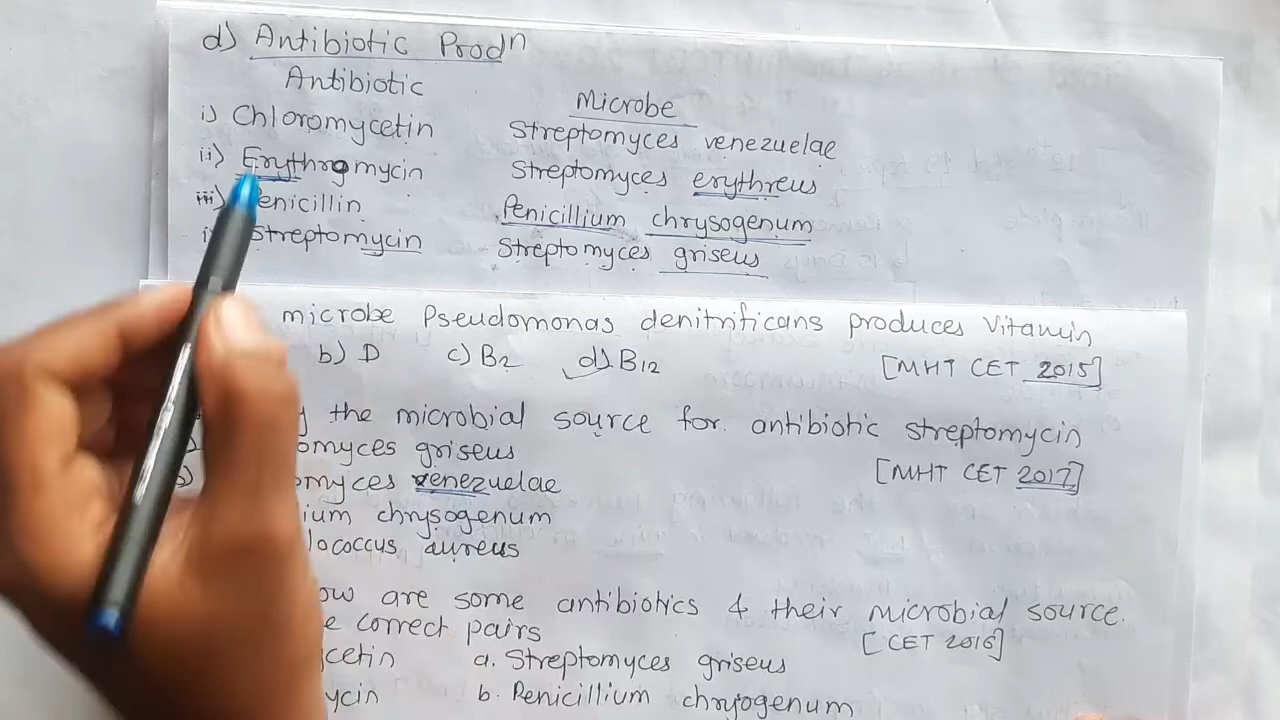 d) Antibiotic Prodn
Antibiotic Microbe
i) Chloromycetin Streptomyces venezuelae
ii) Erythromycin Streptomyces erythreus
iii) Penicillin Penicillium chrysogenum
Streptomycin Streptomyces griseus
microbe Pseudomonas denitrificans produces Vitamin
b) D c) B2 d) B12 [MHT CET 2015]
the microbial source for antibiotic streptomycin
omyces griseus [MHT CET 2017]
omyces venezuelae
ium chrysogenum
lococcus aureus
ow are some antibiotics & their microbial source.
e correct pairs [CET 2016]
cetin a. Streptomyces griseus
ycin b. Penicillium chrysogenum